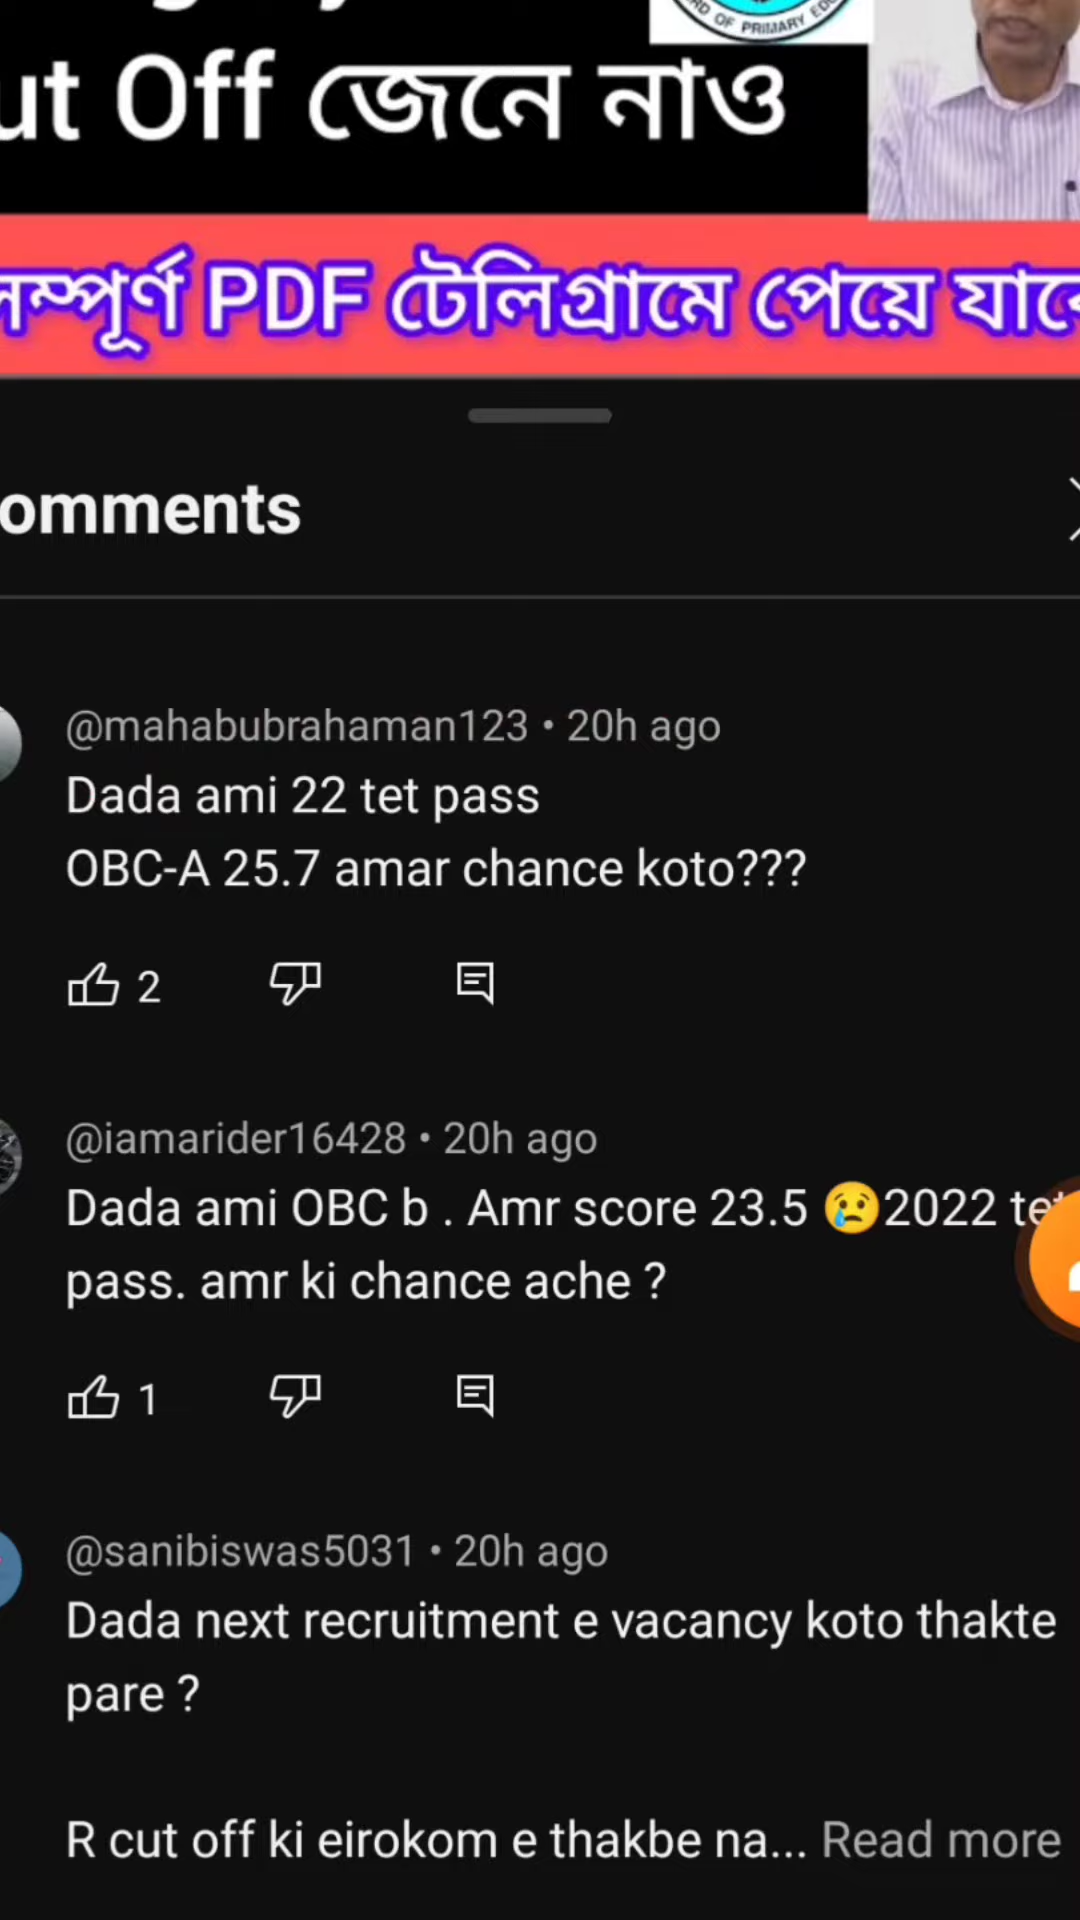 OF PRIMARY
Off জেনে নাও
PDF টেলিগ্রামে পেয়ে
omments
@mahabubrahaman123 • 20h ago
Dada ami 22 tet pass
OBC-A 25.7 amar chance koto???
2
@iamarider16428 • 20h ago
Dada ami OBC b . Amr score 23.5 😢2022 tet
pass. amr ki chance ache ?
1
@sanibiswas5031 • 20h ago
Dada next recruitment e vacancy koto thakte
pare ?
R cut off ki eirokom e thakbe na... Read more